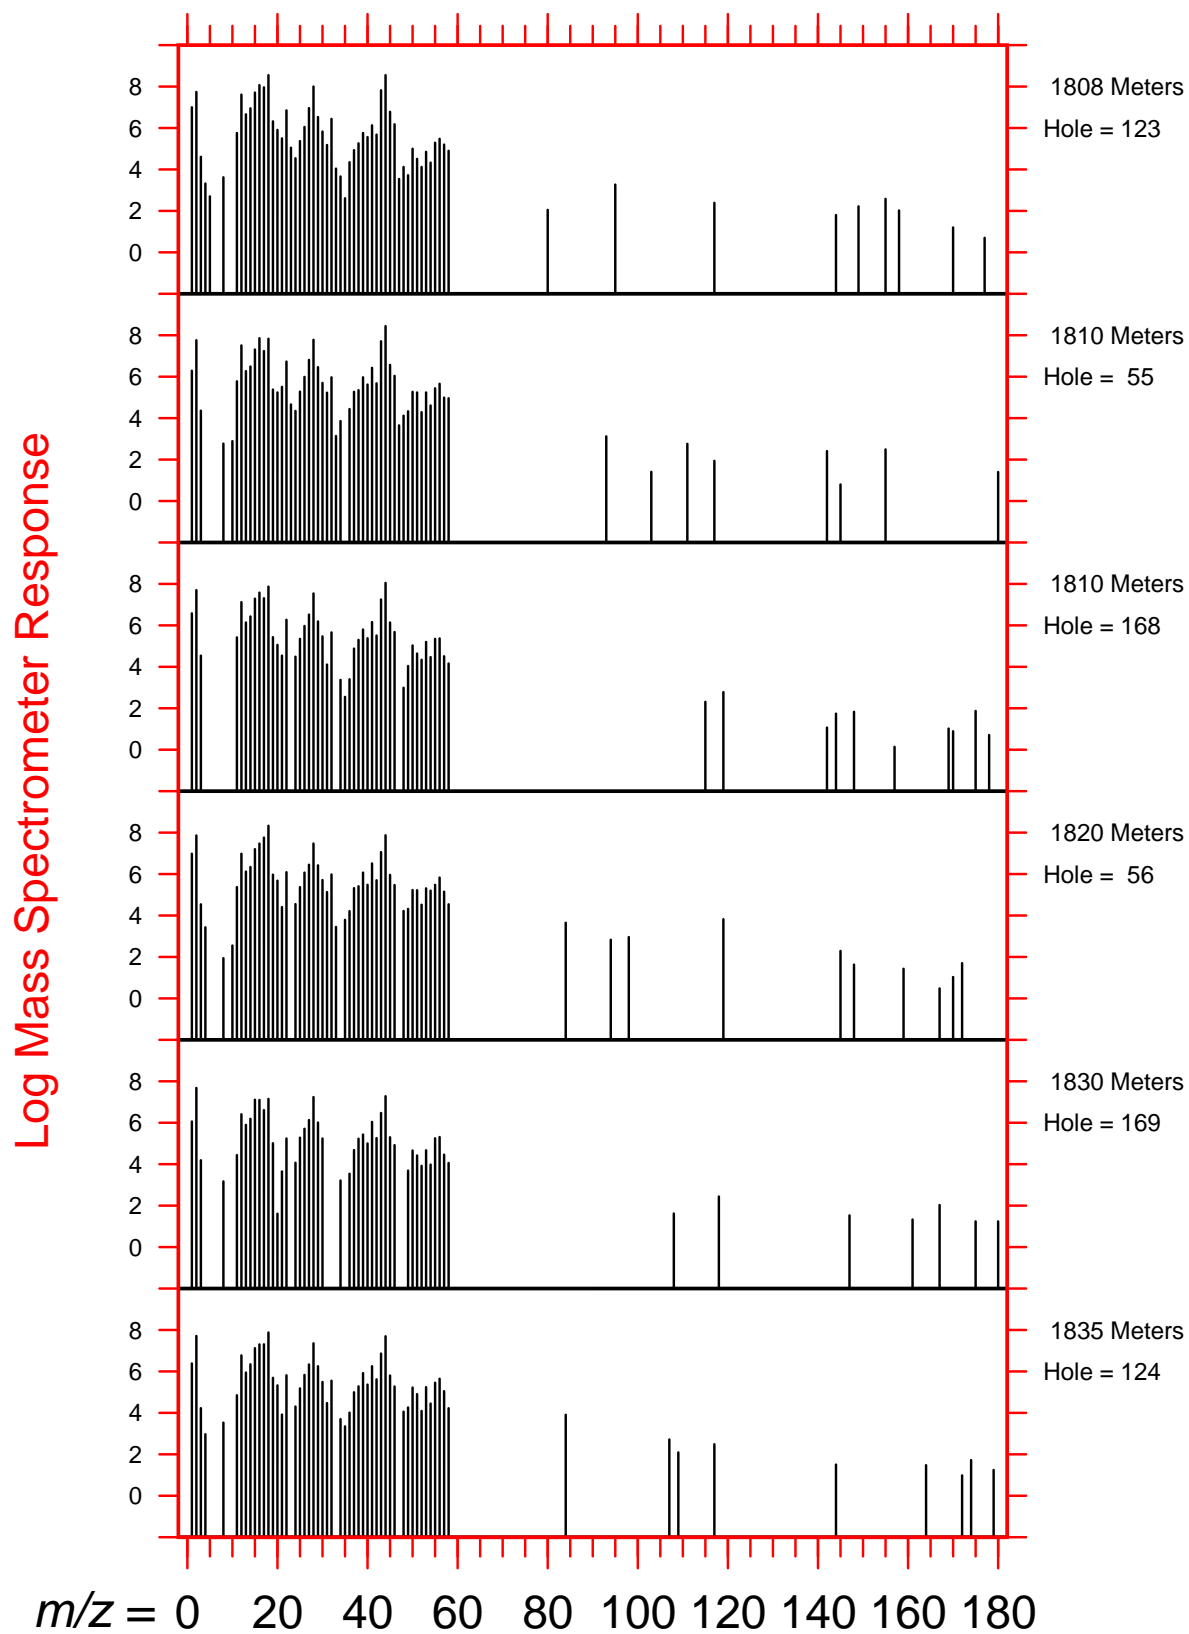 8
6
4
2
0
1808 Meters
Hole = 123
8
6
4
2
0
1810 Meters
Hole =  55
8
6
4
2
0
1810 Meters
Hole = 168
8
6
4
2
0
1820 Meters
Hole =  56
8
6
4
2
0
1830 Meters
Hole = 169
8
6
4
2
0
1835 Meters
Hole = 124
Log Mass Spectrometer Response
m/z = 0 20 40 60 80 100 120 140 160 180